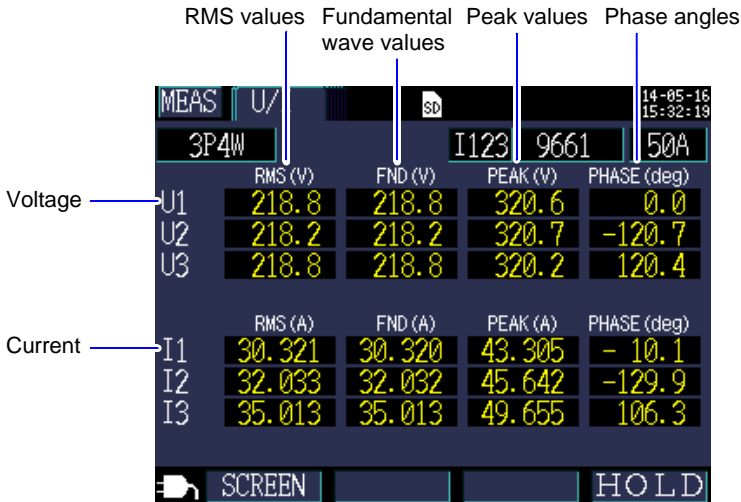 RMS values Fundamental wave values Peak values Phase angles
MEAS U/ SD 14-05-16 15:32:19
3P4W I123 9661 50A
RMS(V) FND(V) PEAK(V) PHASE(deg)
Voltage U1 218.8 218.8 320.6 0.0
U2 218.2 218.2 320.7 -120.7
U3 218.8 218.8 320.2 120.4
RMS(A) FND(A) PEAK(A) PHASE(deg)
Current I1 30.321 30.320 43.305 - 10.1
I2 32.033 32.032 45.642 -129.9
I3 35.013 35.013 49.655 106.3
SCREEN HOLD